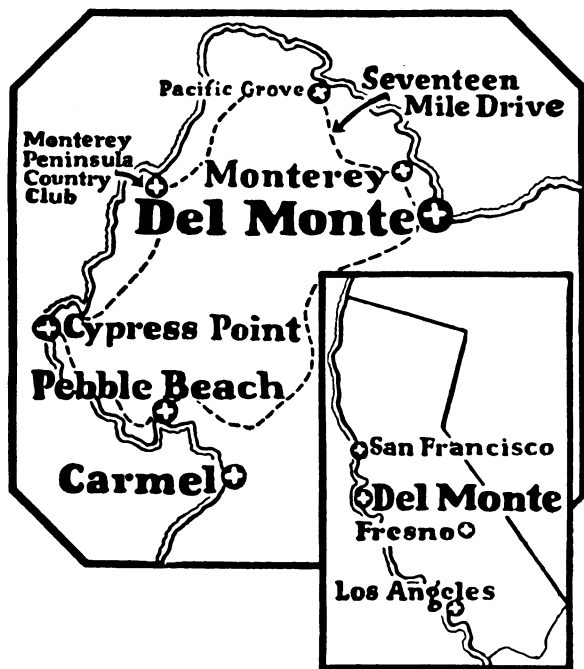 Pacific Grove
Seventeen
Mile Drive
Monterey
Peninsula
Country
Club
Monterey
Del Monte
Cypress Point
Pebble Beach
Carmel
San Francisco
Del Monte
Fresno
Los Angeles